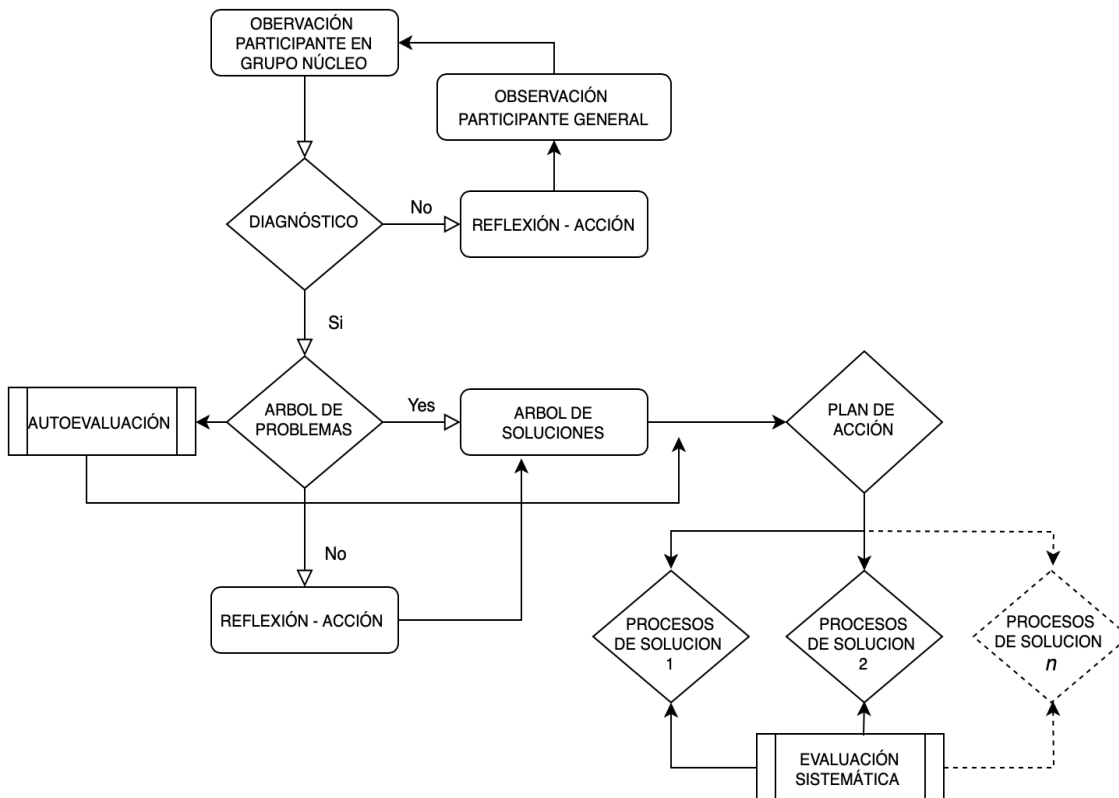 OBERVACIÓN
PARTICIPANTE EN
GRUPO NÚCLEO
OBSERVACIÓN
PARTICIPANTE GENERAL
DIAGNÓSTICO
No
REFLEXIÓN - ACCIÓN
Si
AUTOEVALUACIÓN
ARBOL DE
PROBLEMAS
Yes
ARBOL DE
SOLUCIONES
PLAN DE
ACCIÓN
No
REFLEXIÓN - ACCIÓN
PROCESOS
DE SOLUCION
1
PROCESOS
DE SOLUCION
2
PROCESOS
DE SOLUCION
n
EVALUACIÓN
SISTEMÁTICA